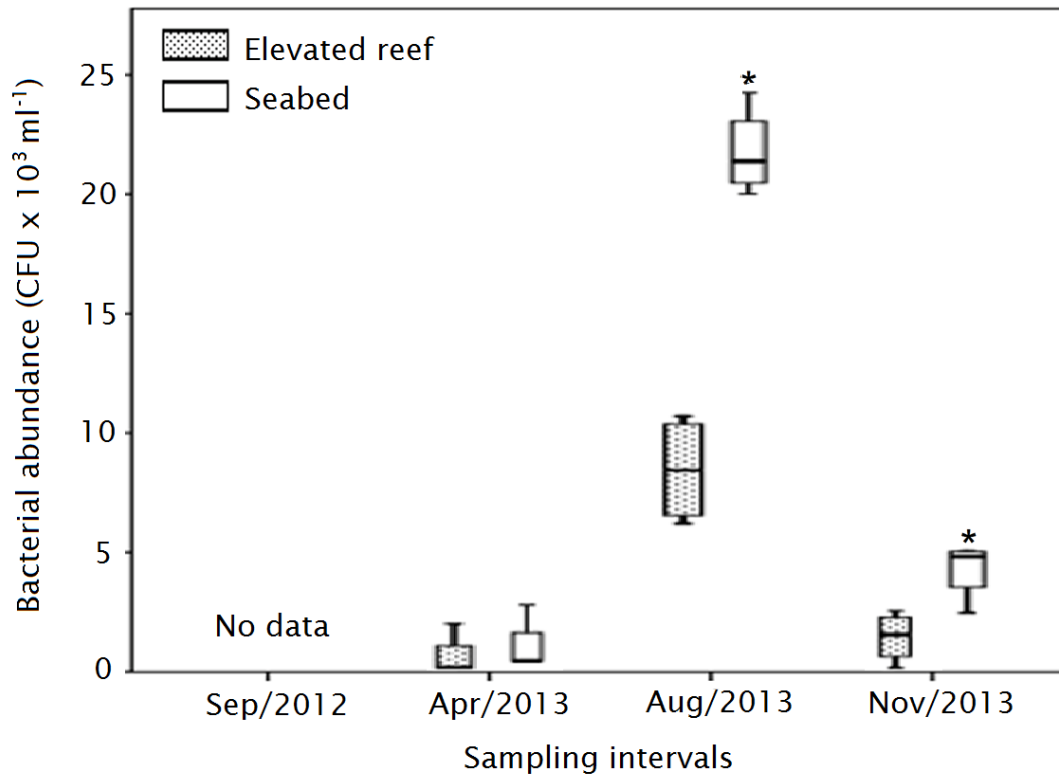 Elevated reef
Seabed
Bacterial abundance (CFU x 10³ ml⁻¹)
25
20
15
10
5
0
*
*
No data
Sep/2012 Apr/2013 Aug/2013 Nov/2013
Sampling intervals